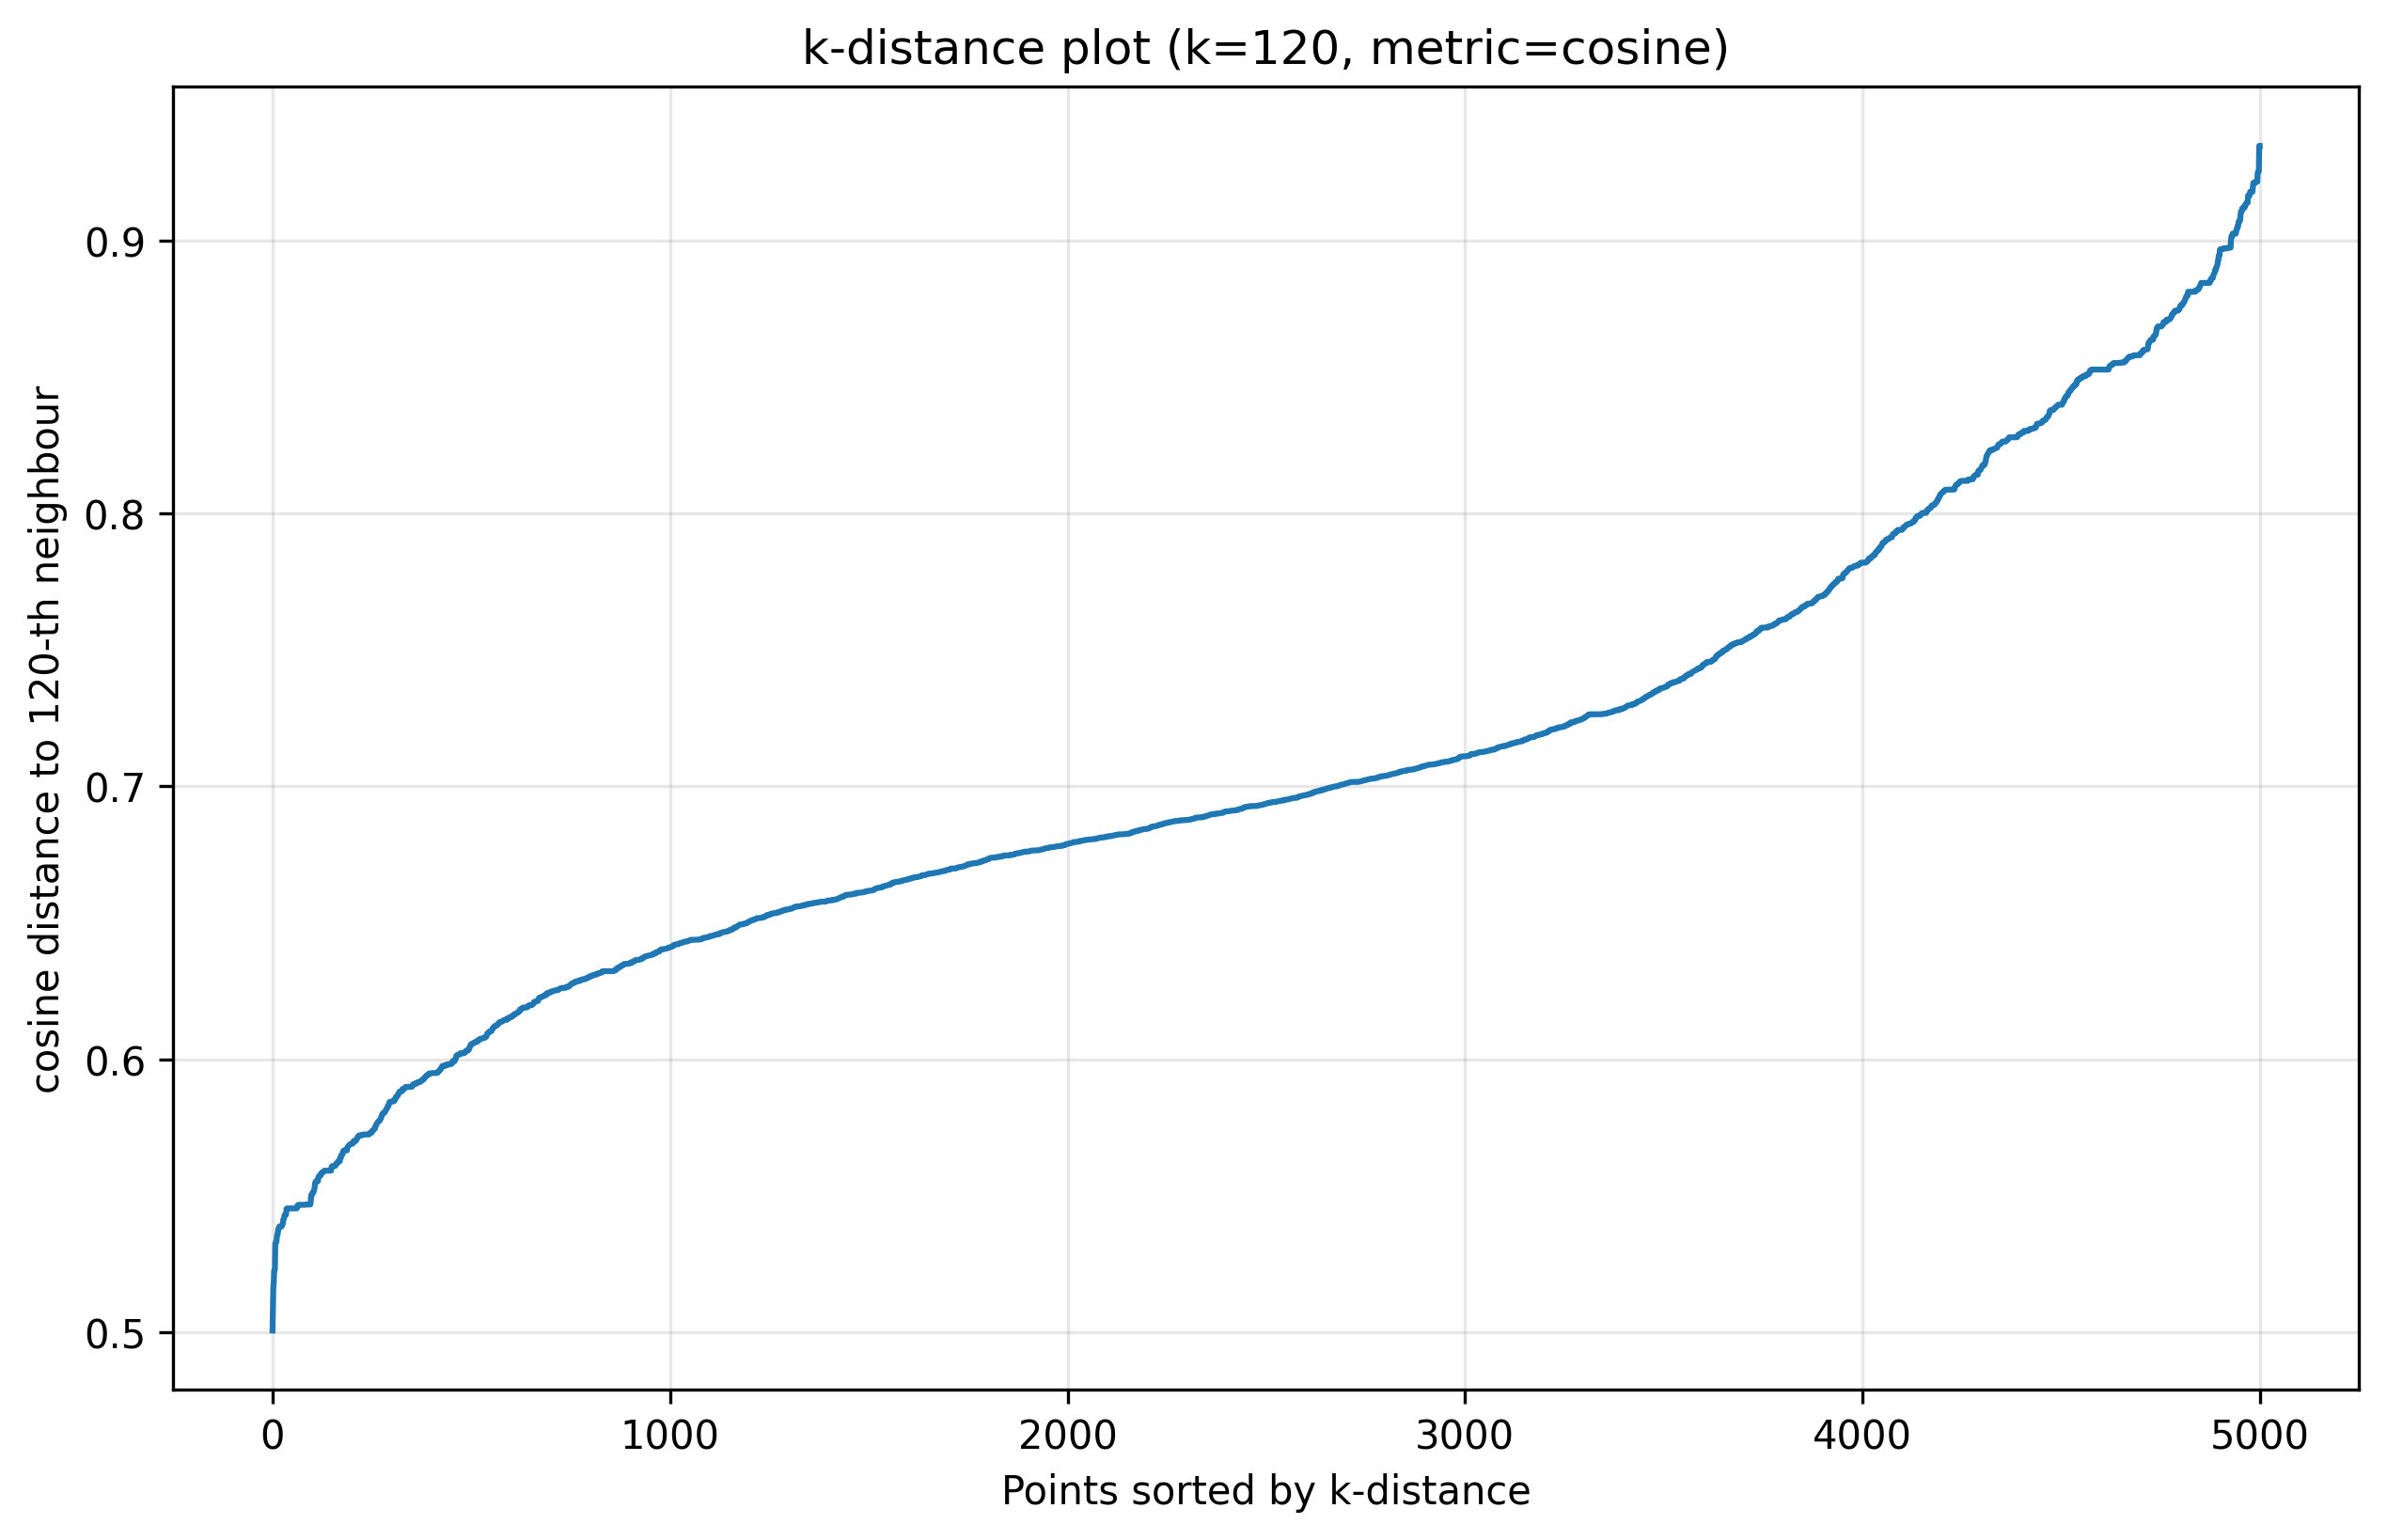 k-distance plot (k=120, metric=cosine)
cosine distance to 120-th neighbour
0.9
0.8
0.7
0.6
0.5
0 1000 2000 3000 4000 5000
Points sorted by k-distance